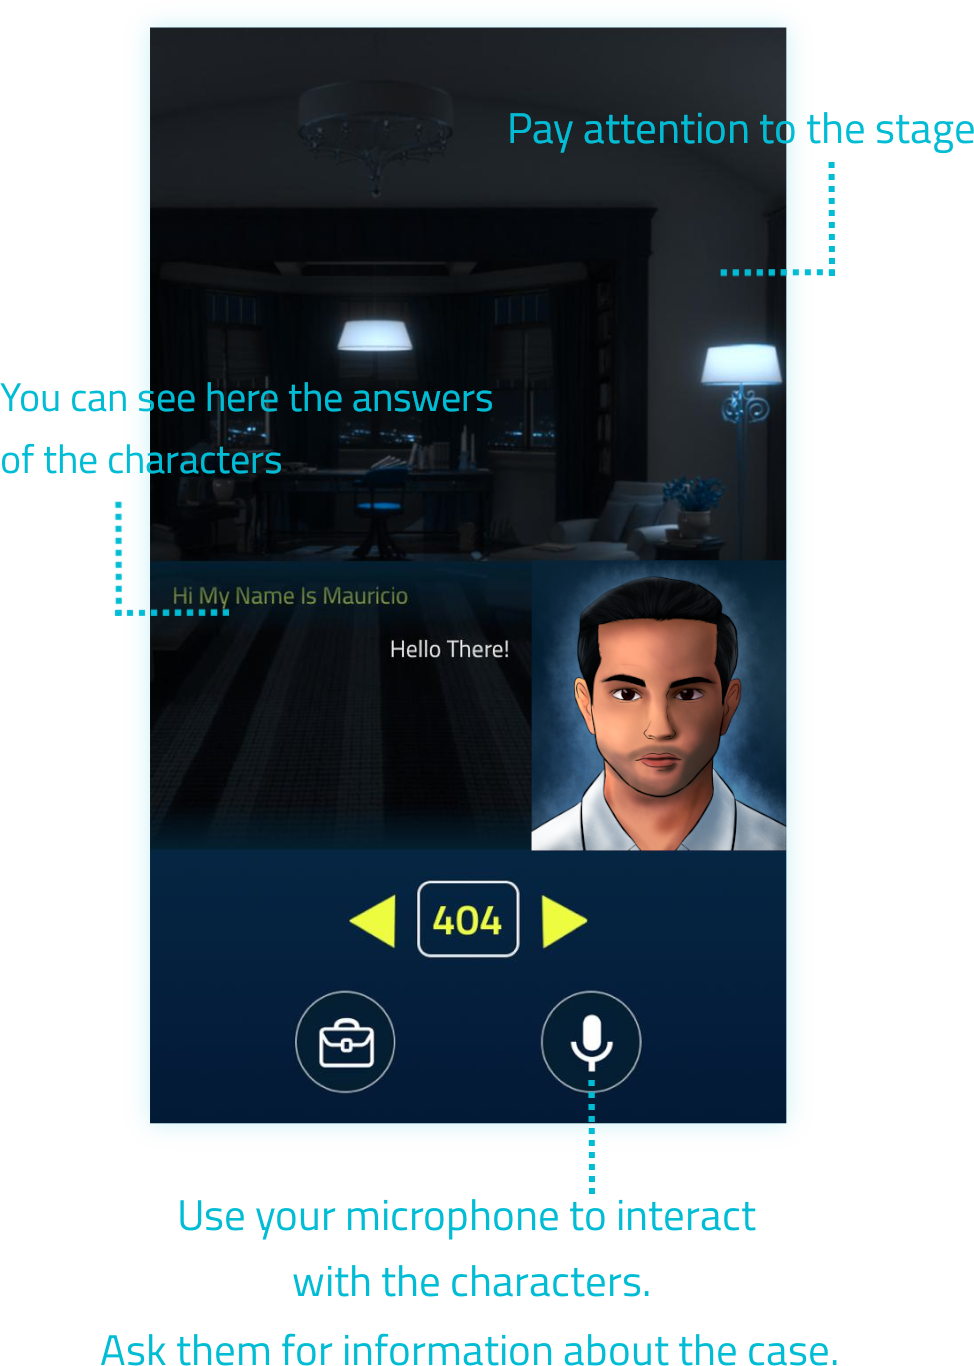 Pay attention to the stage
You can see here the answers
of the characters
Hi My Name Is Mauricio
Hello There!
404
Use your microphone to interact
with the characters.
Ask them for information about the case.